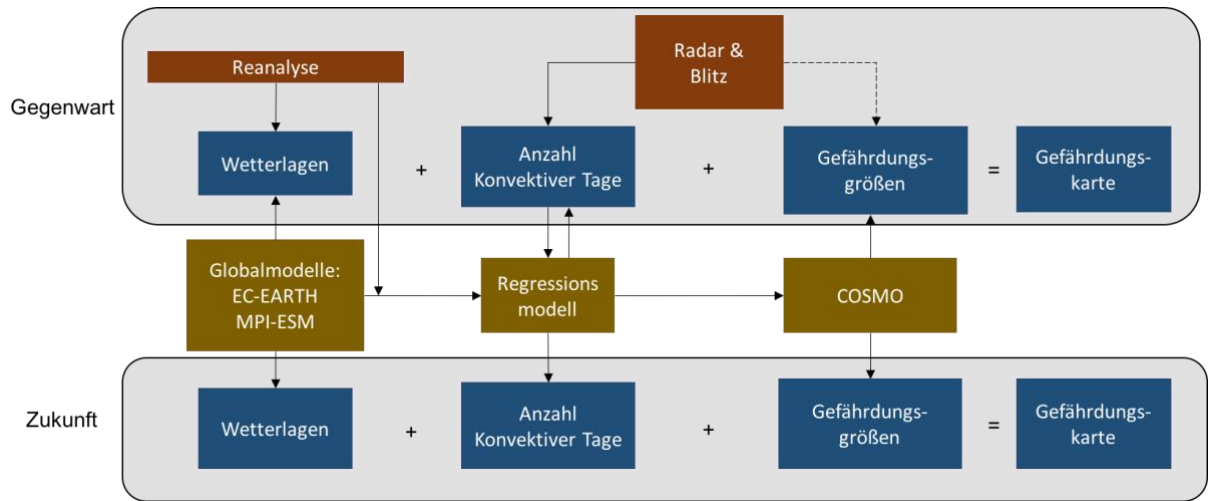 Gegenwart
Reanalyse
Radar &
Blitz
Wetterlagen
+
Anzahl
Konvektiver Tage
+
Gefährdungs-
größen
=
Gefährdungs-
karte
Globalmodelle:
EC-EARTH
MPI-ESM
Regressions
modell
COSMO
Zukunft
Wetterlagen
+
Anzahl
Konvektiver Tage
+
Gefährdungs-
größen
=
Gefährdungs-
karte